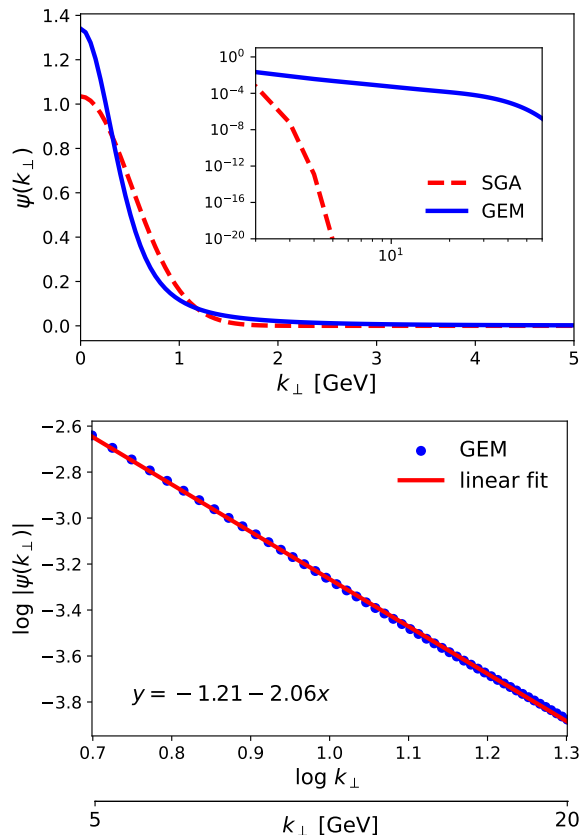 1.4
1.2
1.0
0.8
0.6
0.4
0.2
0.0
ψ(k⊥)
10⁰
10⁻⁴
10⁻⁸
10⁻¹²
10⁻¹⁶
10⁻²⁰
SGA
GEM
10¹
0 1 2 3 4 5
k⊥ [GeV]
−2.6
−2.8
−3.0
−3.2
−3.4
−3.6
−3.8
log |ψ(k⊥)|
GEM
linear fit
y = −1.21 − 2.06x
0.7 0.8 0.9 1.0 1.1 1.2 1.3
log k⊥
5 20
k⊥ [GeV]